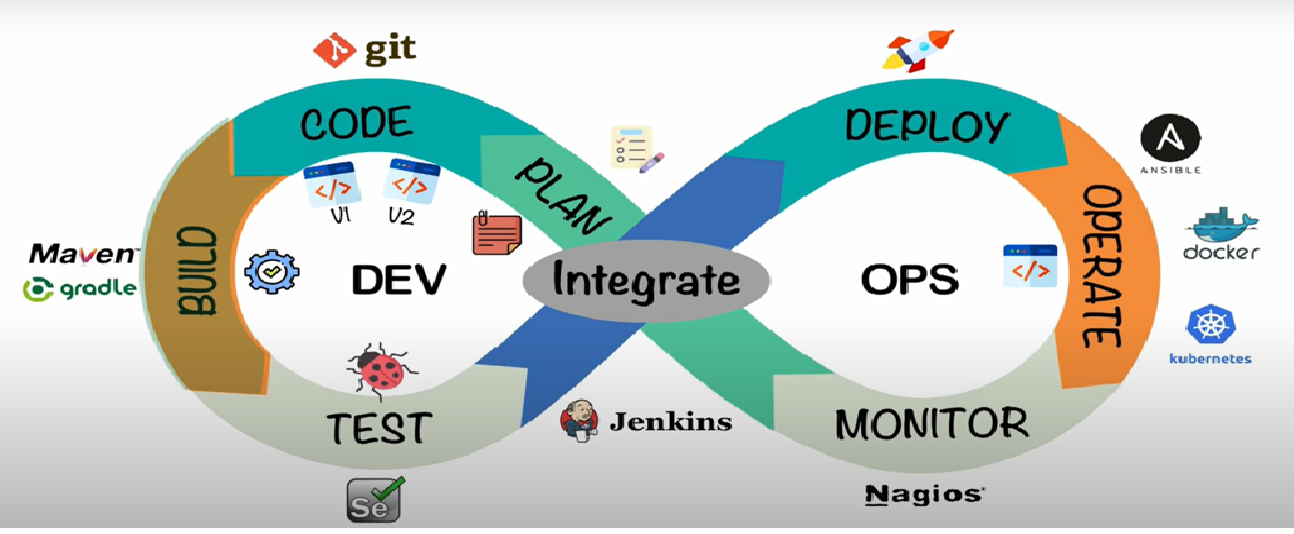 git
CODE
DEPLOY
PLAN
</>
</>
V1
V2
ANSIBLE
BUILD
Maven™
gradle
DEV
Integrate
OPS
</>
OPERATE
docker
kubernetes
TEST
Jenkins
MONITOR
Se
Nagios®